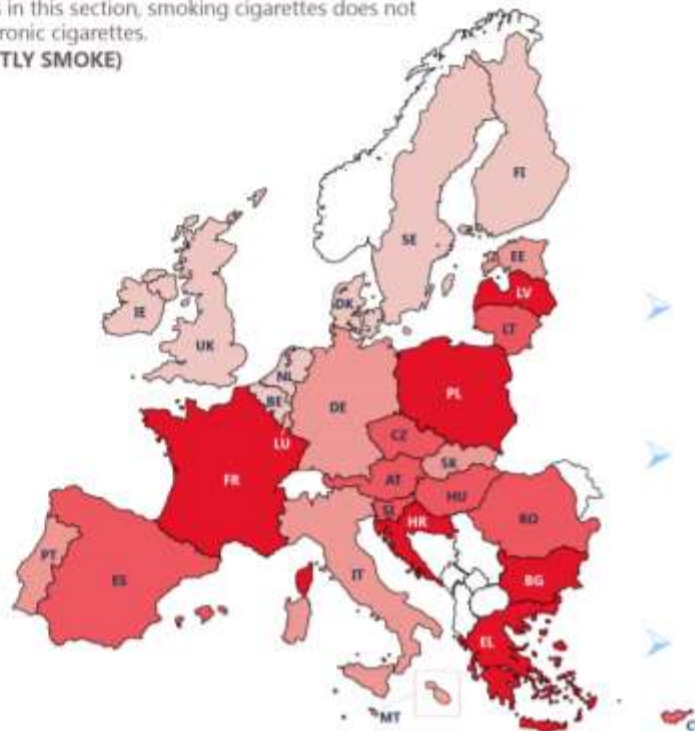 s in this section, smoking cigarettes does not
ronic cigarettes.
TLY SMOKE)
FI
SE
EE
LV
LT
DK
IE
UK
NL
BE
DE
PL
LU
CZ
SK
FR
AT
HU
SI
HR
RO
PT
ES
IT
BG
EL
MT
C